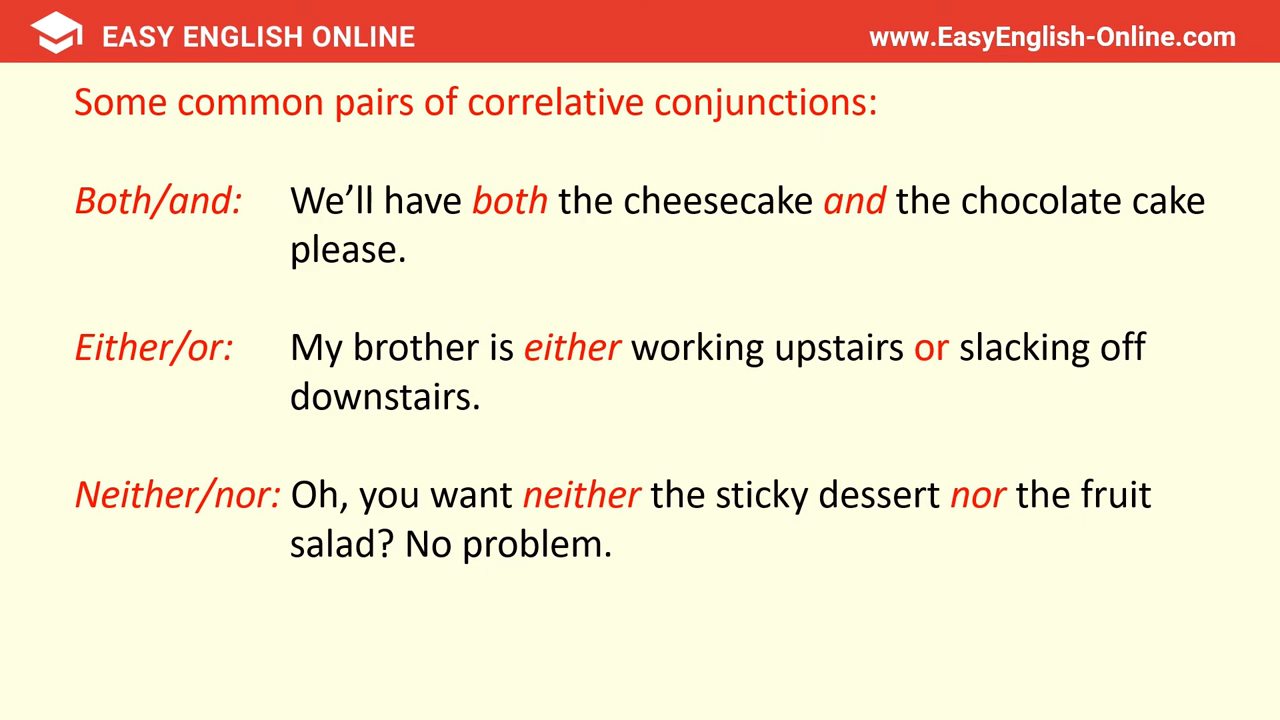 EASY ENGLISH ONLINE
www.EasyEnglish-Online.com
Some common pairs of correlative conjunctions:
Both/and: We’ll have both the cheesecake and the chocolate cake
please.
Either/or: My brother is either working upstairs or slacking off
downstairs.
Neither/nor: Oh, you want neither the sticky dessert nor the fruit
salad? No problem.